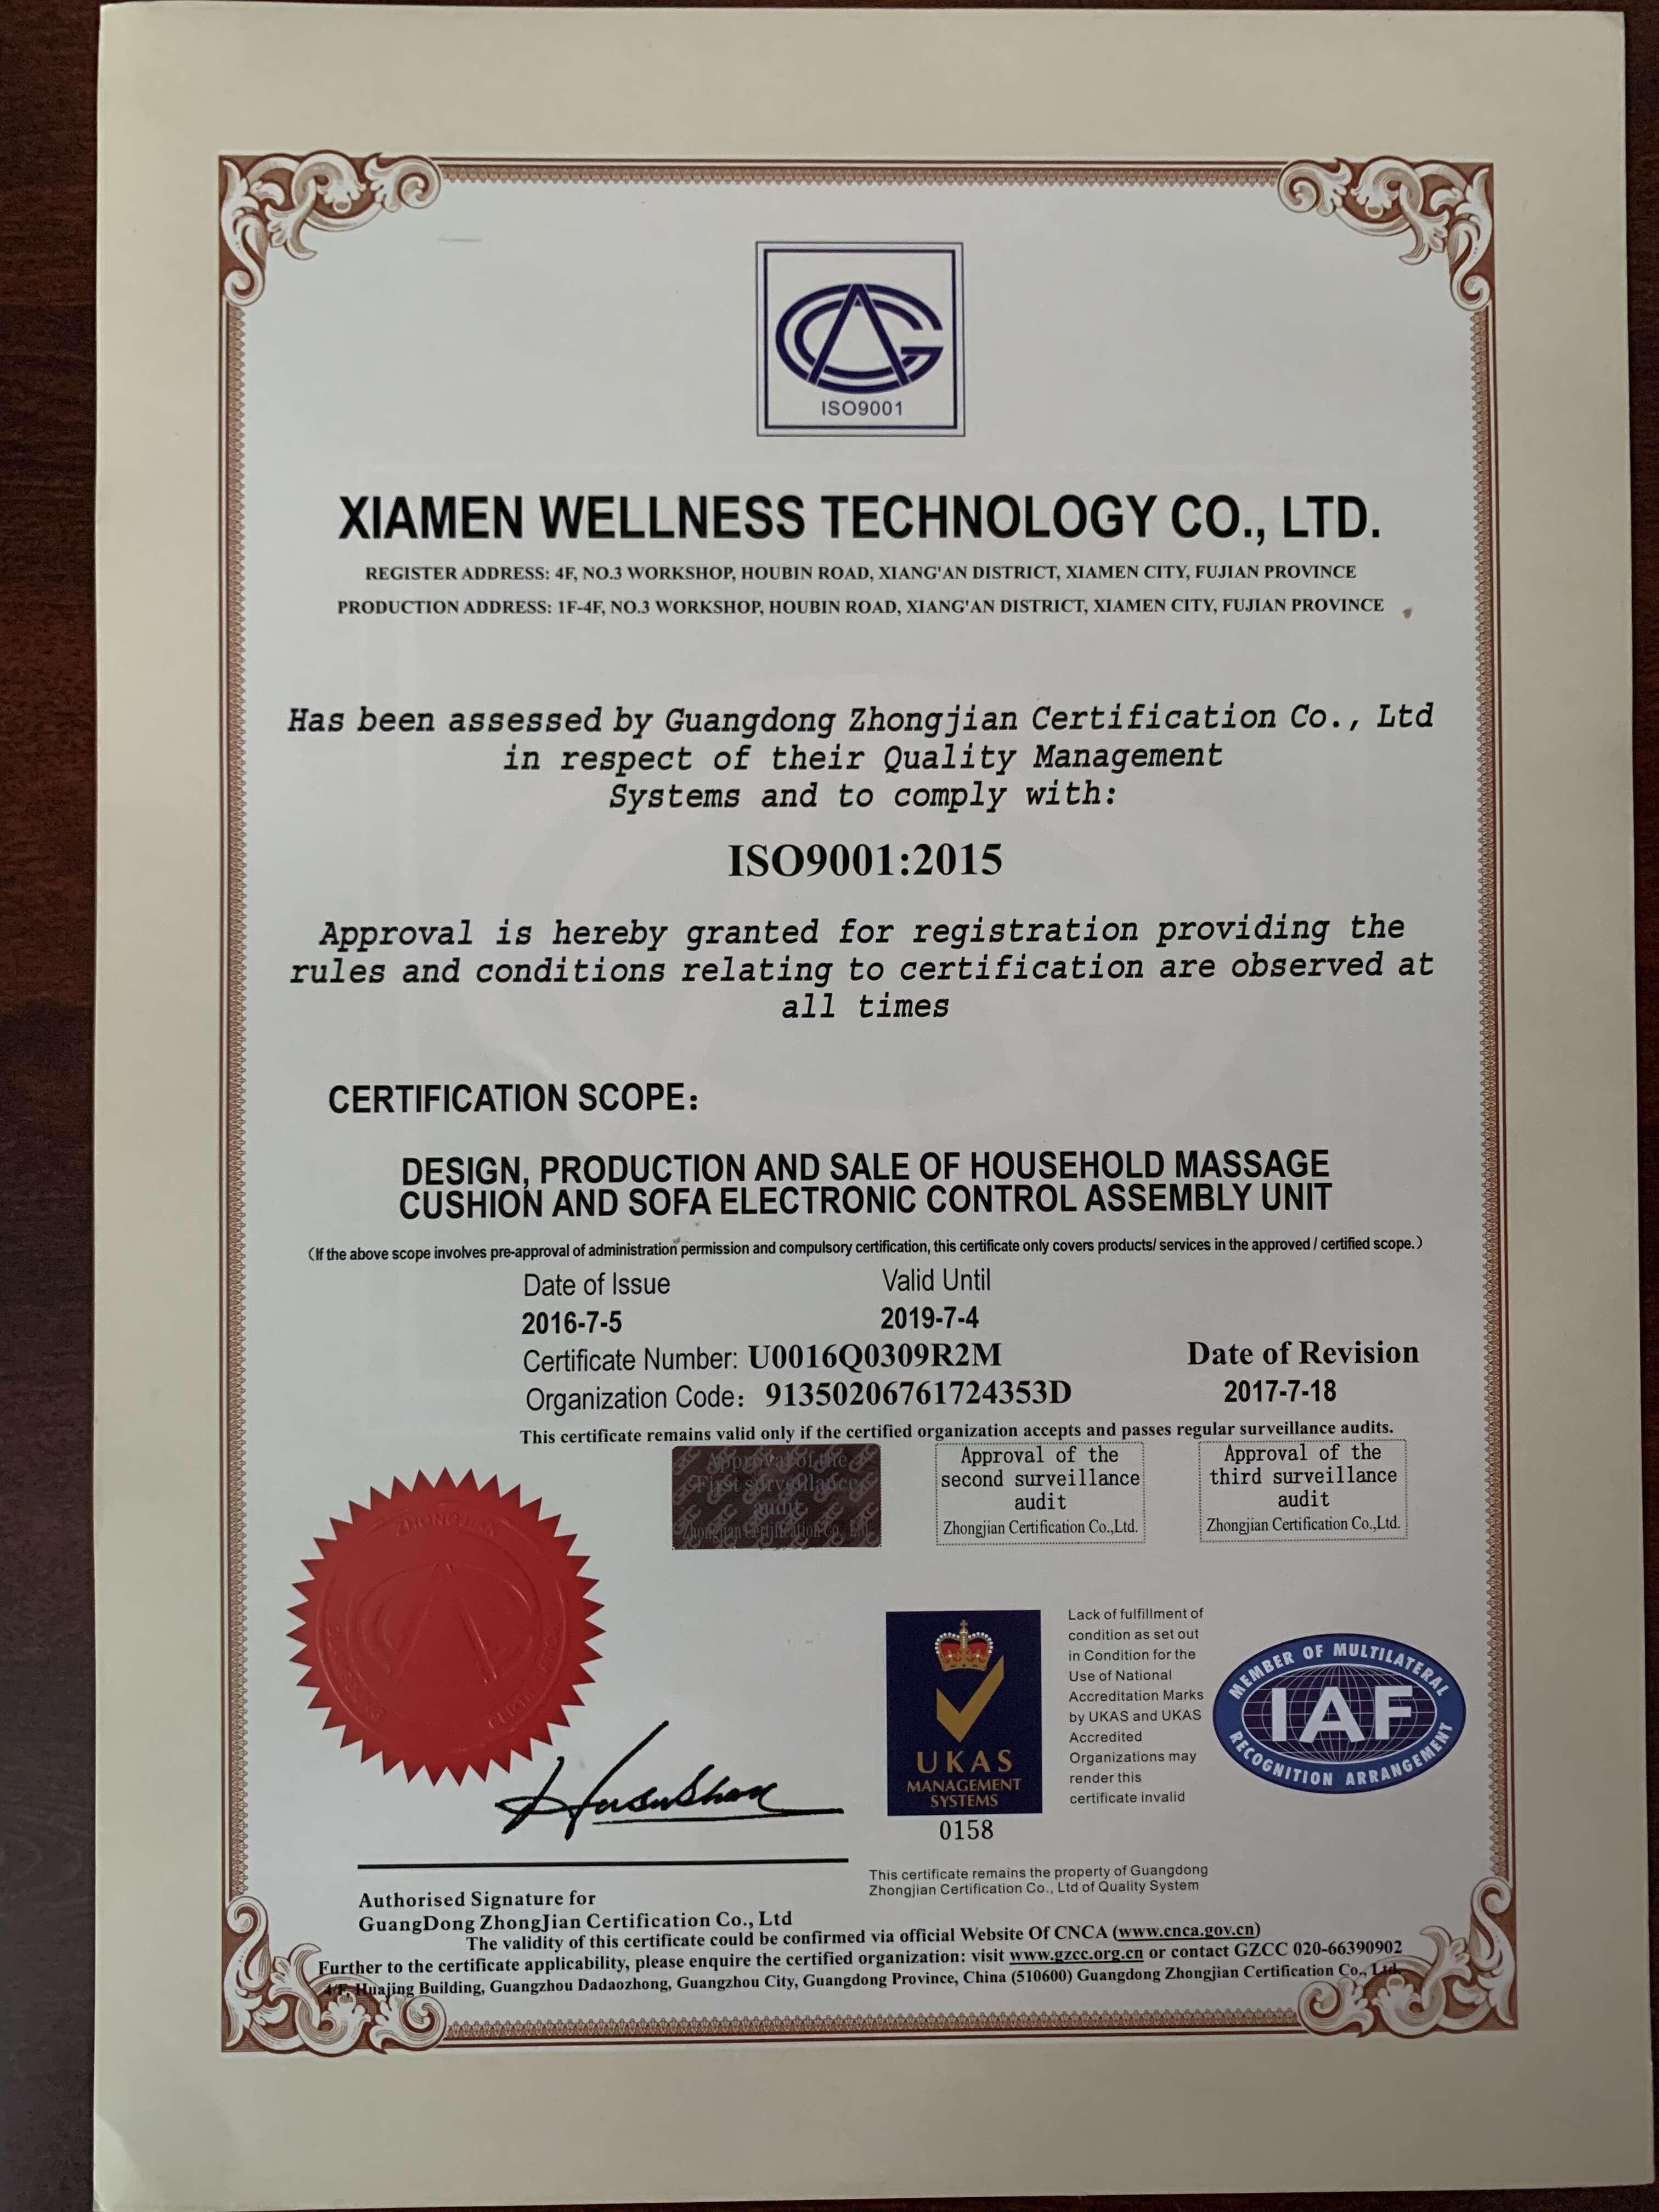 ISO9001
XIAMEN WELLNESS TECHNOLOGY CO., LTD.
REGISTER ADDRESS: 4F, NO.3 WORKSHOP, HOUBIN ROAD, XIANG'AN DISTRICT, XIAMEN CITY, FUJIAN PROVINCE
PRODUCTION ADDRESS: 1F-4F, NO.3 WORKSHOP, HOUBIN ROAD, XIANG'AN DISTRICT, XIAMEN CITY, FUJIAN PROVINCE
Has been assessed by Guangdong Zhongjian Certification Co., Ltd
in respect of their Quality Management
Systems and to comply with:
ISO9001:2015
Approval is hereby granted for registration providing the
rules and conditions relating to certification are observed at
all times
CERTIFICATION SCOPE:
DESIGN, PRODUCTION AND SALE OF HOUSEHOLD MASSAGE
CUSHION AND SOFA ELECTRONIC CONTROL ASSEMBLY UNIT
(If the above scope involves pre-approval of administration permission and compulsory certification, this certificate only covers products/ services in the approved / certified scope.)
Date of Issue Valid Until
2016-7-5 2019-7-4
Certificate Number: U0016Q0309R2M Date of Revision
Organization Code: 91350206761724353D 2017-7-18
This certificate remains valid only if the certified organization accepts and passes regular surveillance audits.
Approval of the
First surveillance
audit
Zhongjian Certification Co., Ltd.
Approval of the
second surveillance
audit
Zhongjian Certification Co.,Ltd.
Approval of the
third surveillance
audit
Zhongjian Certification Co.,Ltd.
ZHONGJIAN
UKAS
MANAGEMENT
SYSTEMS
0158
Lack of fulfillment of
condition as set out
in Condition for the
Use of National
Accreditation Marks
by UKAS and UKAS
Accredited
Organizations may
render this
certificate invalid
MEMBER OF MULTILATERAL
IAF
RECOGNITION ARRANGEMENT
This certificate remains the property of Guangdong
Zhongjian Certification Co., Ltd of Quality System
Authorised Signature for
GuangDong ZhongJian Certification Co., Ltd
The validity of this certificate could be confirmed via official Website Of CNCA (www.cnca.gov.cn)
Further to the certificate applicability, please enquire the certified organization: visit www.gzcc.org.cn or contact GZCC 020-66390902
4/F, Huajing Building, Guangzhou Dadaozhong, Guangzhou City, Guangdong Province, China (510600) Guangdong Zhongjian Certification Co., Ltd.